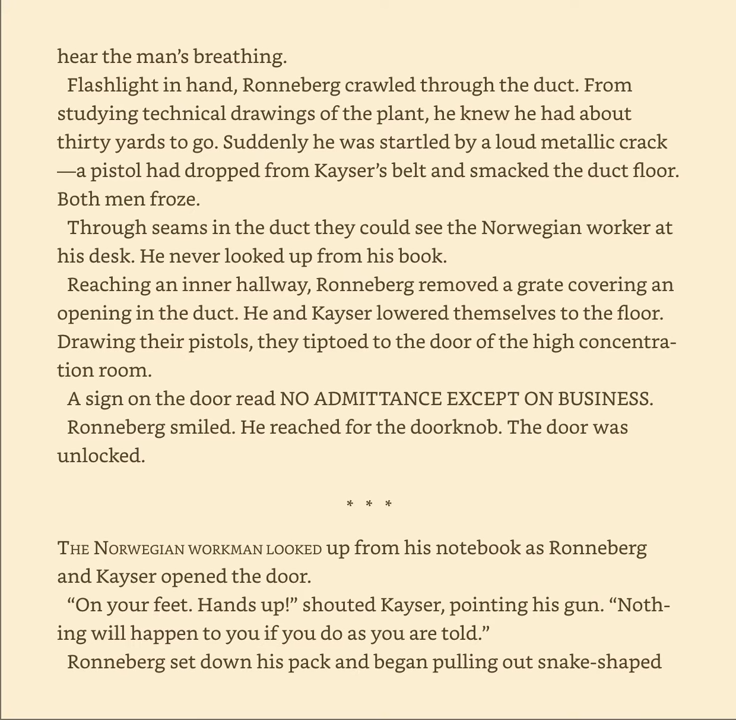 hear the man’s breathing.
Flashlight in hand, Ronneberg crawled through the duct. From
studying technical drawings of the plant, he knew he had about
thirty yards to go. Suddenly he was startled by a loud metallic crack
—a pistol had dropped from Kayser’s belt and smacked the duct floor.
Both men froze.
Through seams in the duct they could see the Norwegian worker at
his desk. He never looked up from his book.
Reaching an inner hallway, Ronneberg removed a grate covering an
opening in the duct. He and Kayser lowered themselves to the floor.
Drawing their pistols, they tiptoed to the door of the high concentra-
tion room.
A sign on the door read NO ADMITTANCE EXCEPT ON BUSINESS.
Ronneberg smiled. He reached for the doorknob. The door was
unlocked.
* * *
The Norwegian workman looked up from his notebook as Ronneberg
and Kayser opened the door.
“On your feet. Hands up!” shouted Kayser, pointing his gun. “Noth-
ing will happen to you if you do as you are told.”
Ronneberg set down his pack and began pulling out snake-shaped